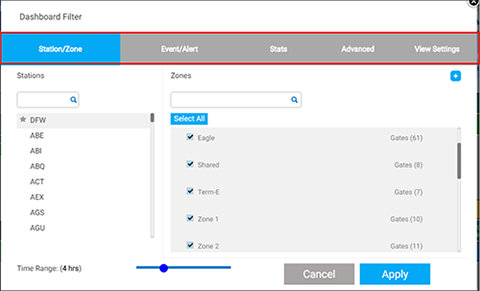 Dashboard Filter
Station/Zone Event/Alert Stats Advanced View Settings
Stations
Zones
Select All
DFW
ABE
ABI
ABQ
ACT
AEX
AGS
AGU
Eagle Gates (61)
Shared Gates (8)
Term-E Gates (7)
Zone 1 Gates (10)
Zone 2 Gates (11)
Time Range: (4 hrs)
Cancel Apply